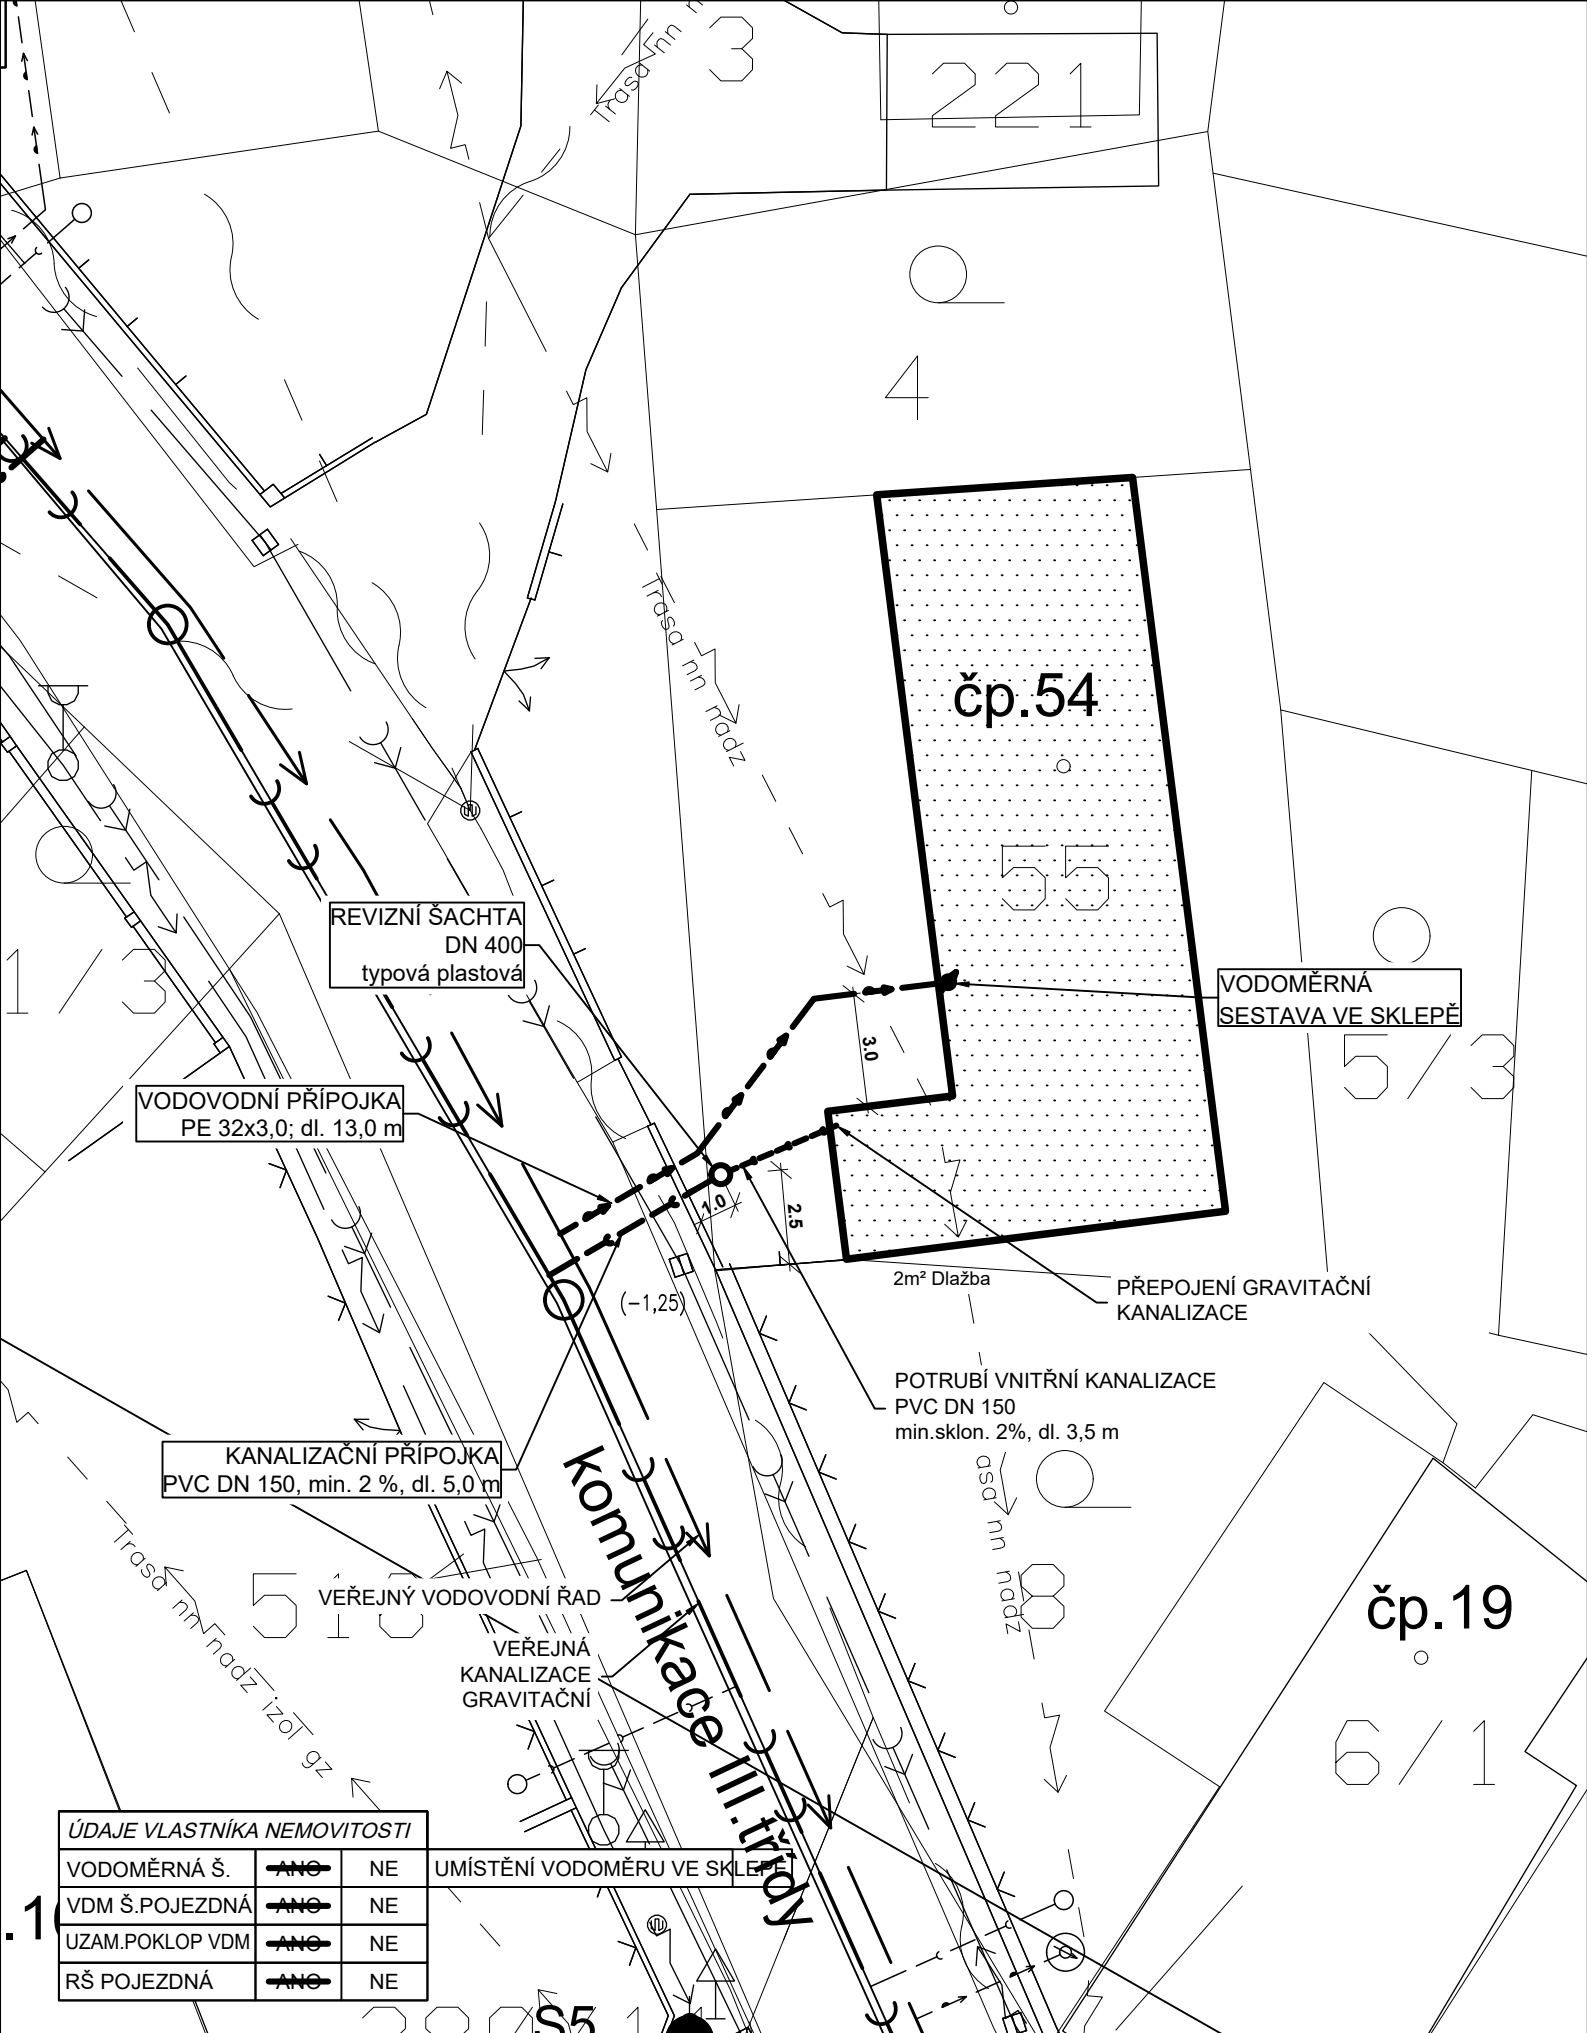 Trasa nn n
3
221
4
Trasa nn nadz
čp.54
55
REVIZNÍ ŠACHTA
DN 400
typová plastová
VODOMĚRNÁ
SESTAVA VE SKLEPĚ
1/3
5/3
3.0
VODOVODNÍ PŘÍPOJKA
PE 32x3,0; dl. 13,0 m
1.0
2.5
(-1,25)
2m² Dlažba
PŘEPOJENÍ GRAVITAČNÍ
KANALIZACE
POTRUBÍ VNITŘNÍ KANALIZACE
PVC DN 150
min.sklon. 2%, dl. 3,5 m
KANALIZAČNÍ PŘÍPOJKA
PVC DN 150, min. 2 %, dl. 5,0 m
komunikace III.třídy
asa nn nadz
Trasa nn nadz izol gz
VEŘEJNÝ VODOVODNÍ ŘAD
8
čp.19
VEŘEJNÁ
KANALIZACE
GRAVITAČNÍ
6/1
ÚDAJE VLASTNÍKA NEMOVITOSTI
VODOMĚRNÁ Š. ANO NE UMÍSTĚNÍ VODOMĚRU VE SKLEPĚ
VDM Š.POJEZDNÁ ANO NE
UZAM.POKLOP VDM ANO NE
RŠ POJEZDNÁ ANO NE
S5